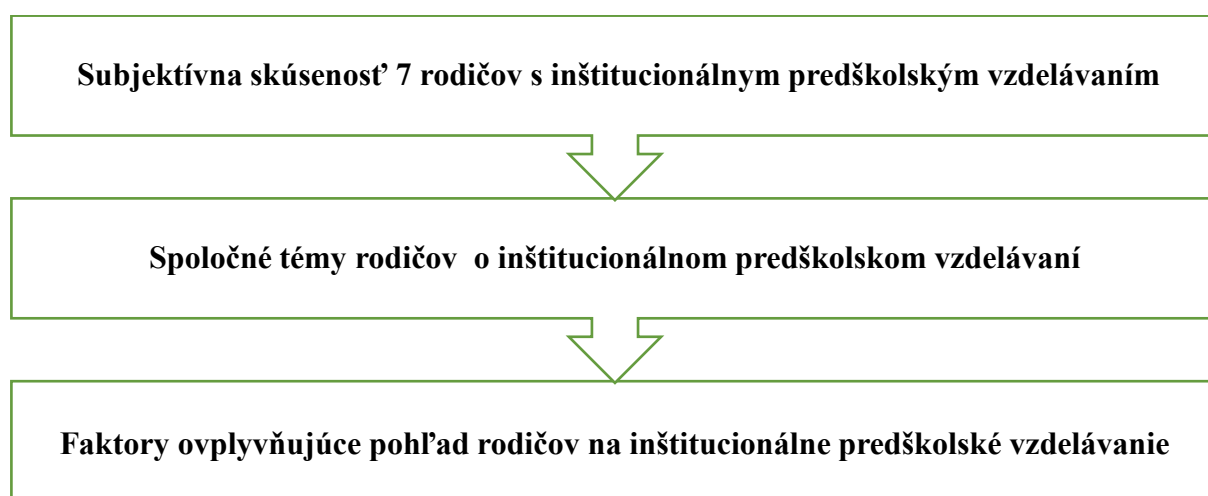 Subjektívna skúsenosť 7 rodičov s inštitucionálnym predškolským vzdelávaním
Spoločné témy rodičov o inštitucionálnom predškolskom vzdelávaní
Faktory ovplyvňujúce pohľad rodičov na inštitucionálne predškolské vzdelávanie